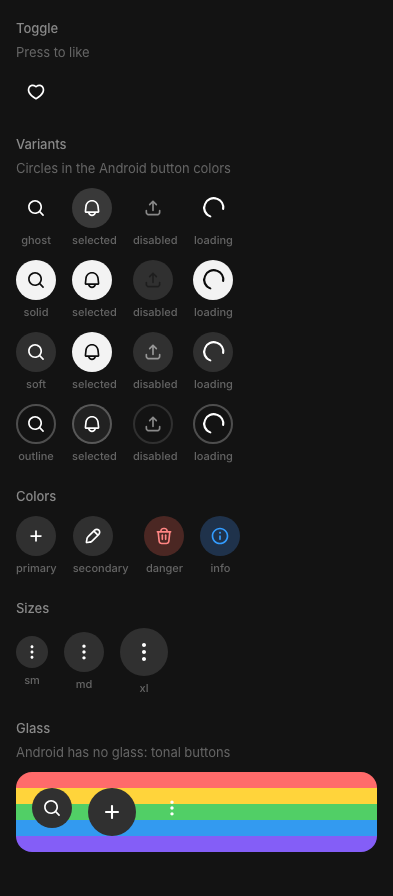 Toggle
Press to like
Variants
Circles in the Android button colors
ghost selected disabled loading
solid selected disabled loading
soft selected disabled loading
outline selected disabled loading
Colors
primary secondary danger info
Sizes
sm md xl
Glass
Android has no glass: tonal buttons